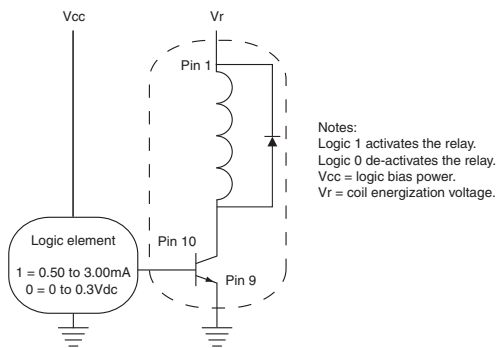 Vcc
Vr
Pin 1
Notes:
Logic 1 activates the relay.
Logic 0 de-activates the relay.
Vcc = logic bias power.
Vr = coil energization voltage.
Logic element
1 = 0.50 to 3.00mA
0 = 0 to 0.3Vdc
Pin 10
Pin 9